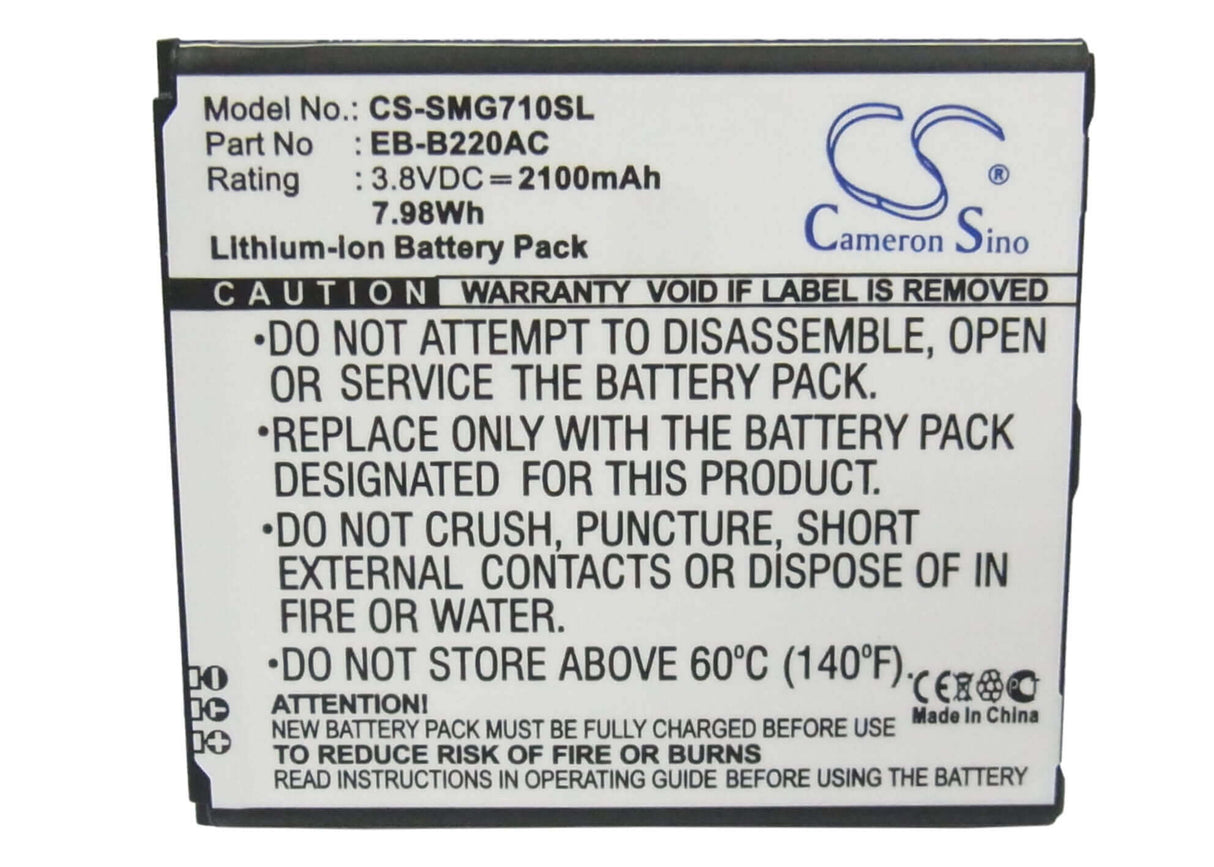 Model No.: CS-SMG710SL
Part No : EB-B220AC
Rating : 3.8VDC = 2100mAh
7.98Wh
Lithium-Ion Battery Pack
CS ®
Cameron Sino
CAUTION WARRANTY VOID IF LABEL IS REMOVED
•DO NOT ATTEMPT TO DISASSEMBLE, OPEN
OR SERVICE THE BATTERY PACK.
•REPLACE ONLY WITH THE BATTERY PACK
DESIGNATED FOR THIS PRODUCT.
•DO NOT CRUSH, PUNCTURE, SHORT
EXTERNAL CONTACTS OR DISPOSE OF IN
FIRE OR WATER.
•DO NOT STORE ABOVE 60ºC (140ºF).
CE
Made In China
ATTENTION!
NEW BATTERY PACK MUST BE FULLY CHARGED BEFORE USE
TO REDUCE RISK OF FIRE OR BURNS
READ INSTRUCTIONS IN OPERATING GUIDE BEFORE USING THE BATTERY